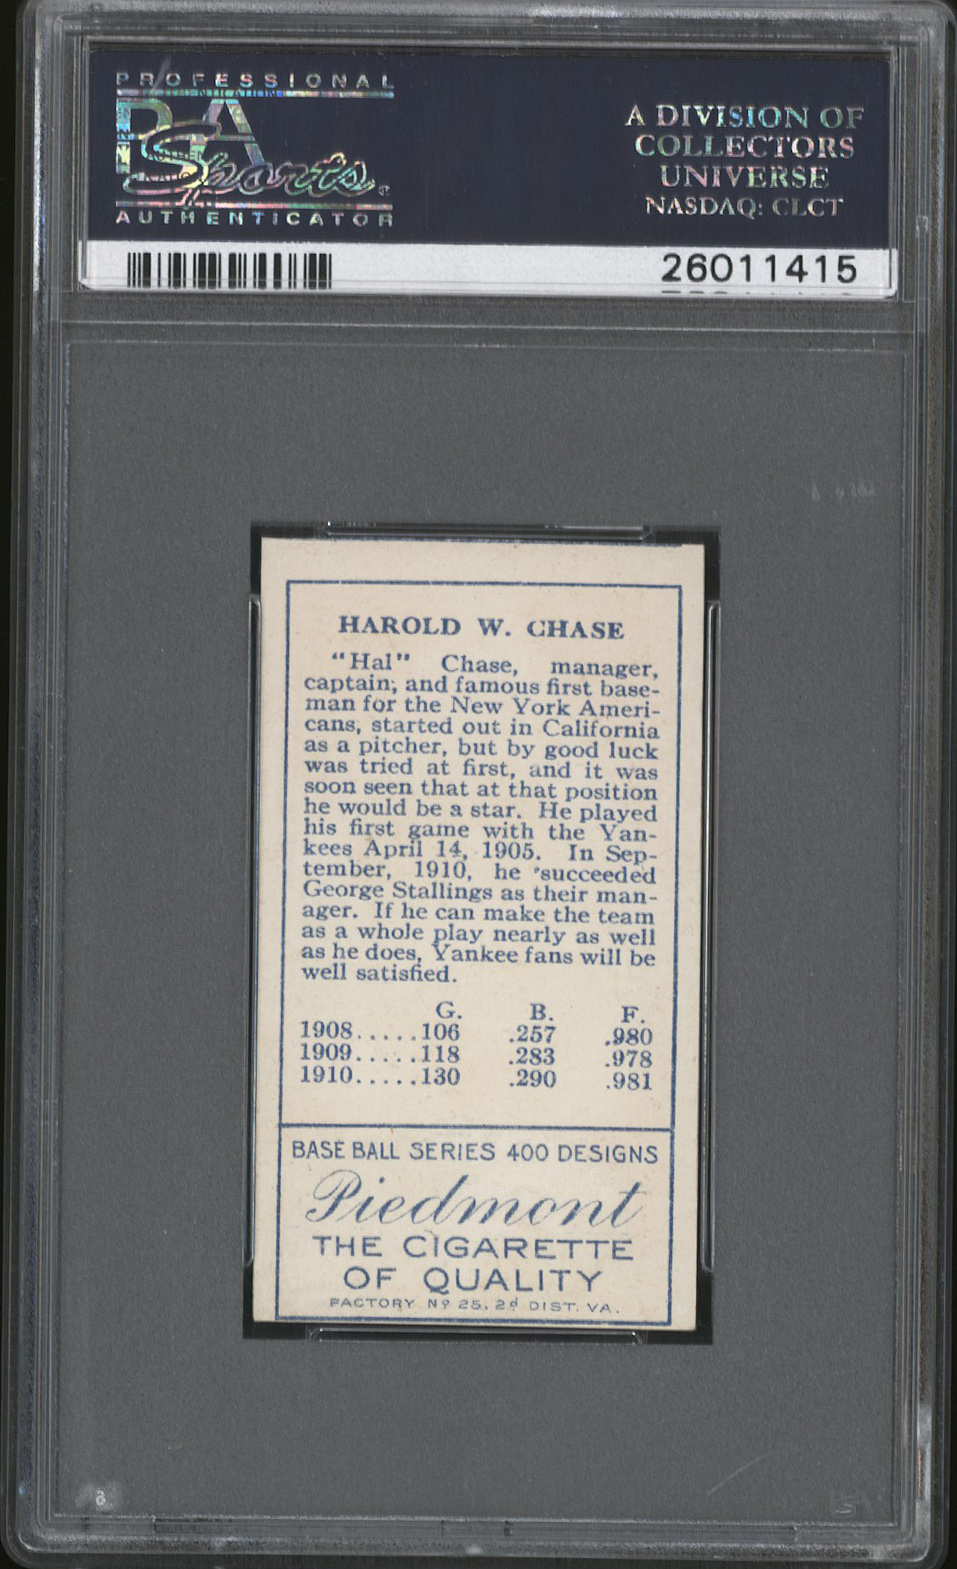 PROFESSIONAL
PSA
Sports
AUTHENTICATOR
A DIVISION OF
COLLECTORS
UNIVERSE
NASDAQ: CLCT
26011415
HAROLD W. CHASE
"Hal" Chase, manager,
captain, and famous first base-
man for the New York Ameri-
cans, started out in California
as a pitcher, but by good luck
was tried at first, and it was
soon seen that at that position
he would be a star. He played
his first game with the Yan-
kees April 14, 1905. In Sep-
tember, 1910, he succeeded
George Stallings as their man-
ager. If he can make the team
as a whole play nearly as well
as he does, Yankee fans will be
well satisfied.
G. B. F.
1908.....106 .257 .980
1909.....118 .283 .978
1910.....130 .290 .981
BASE BALL SERIES 400 DESIGNS
Piedmont
THE CIGARETTE
OF QUALITY
FACTORY Nº 25. 2d DIST. VA.